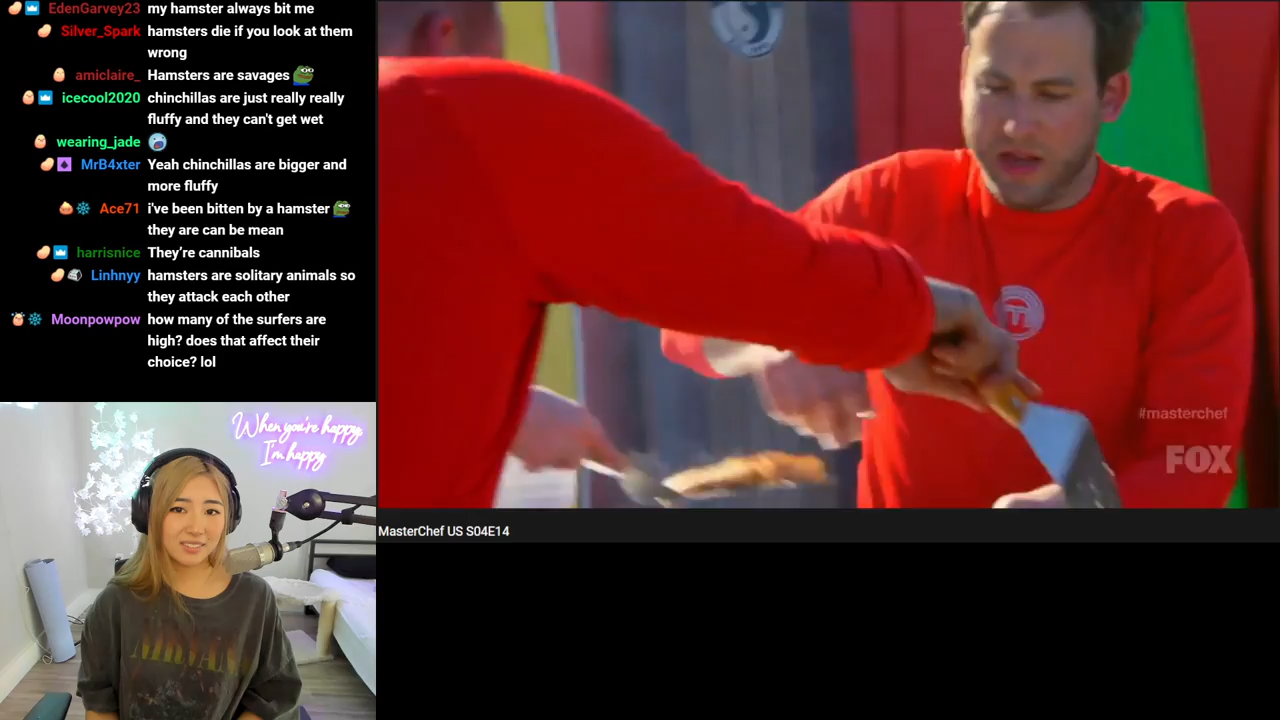 EdenGarvey23 my hamster always bit me
Silver_Spark hamsters die if you look at them
wrong
amiclaire_ Hamsters are savages
icecool2020 chinchillas are just really really
fluffy and they can't get wet
wearing_jade
MrB4xter Yeah chinchillas are bigger and
more fluffy
Ace71 i've been bitten by a hamster
they are can be mean
harrisnice They’re cannibals
Linhnyy hamsters are solitary animals so
they attack each other
Moonpowpow how many of the surfers are
high? does that affect their
choice? lol
When you're happy
I'm happy
NIRVANA
#masterchef
FOX
MasterChef US S04E14